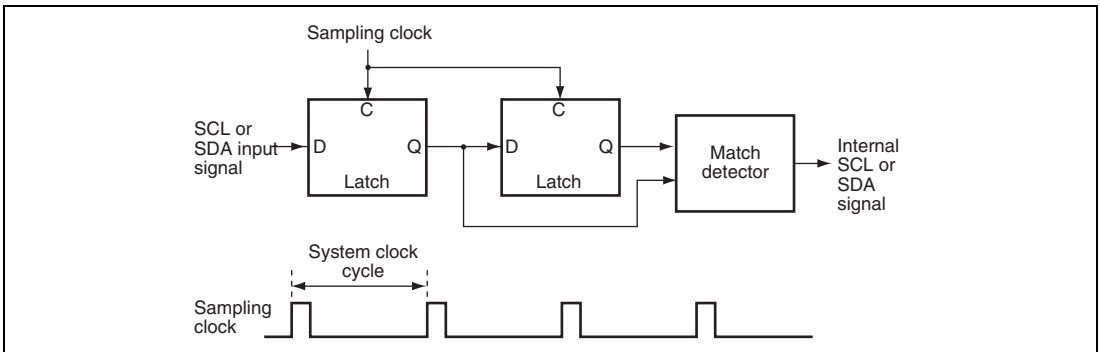 Sampling clock
C
C
SCL or
SDA input
signal
D
Q
Latch
D
Q
Latch
Match
detector
Internal
SCL or
SDA
signal
System clock
cycle
Sampling
clock